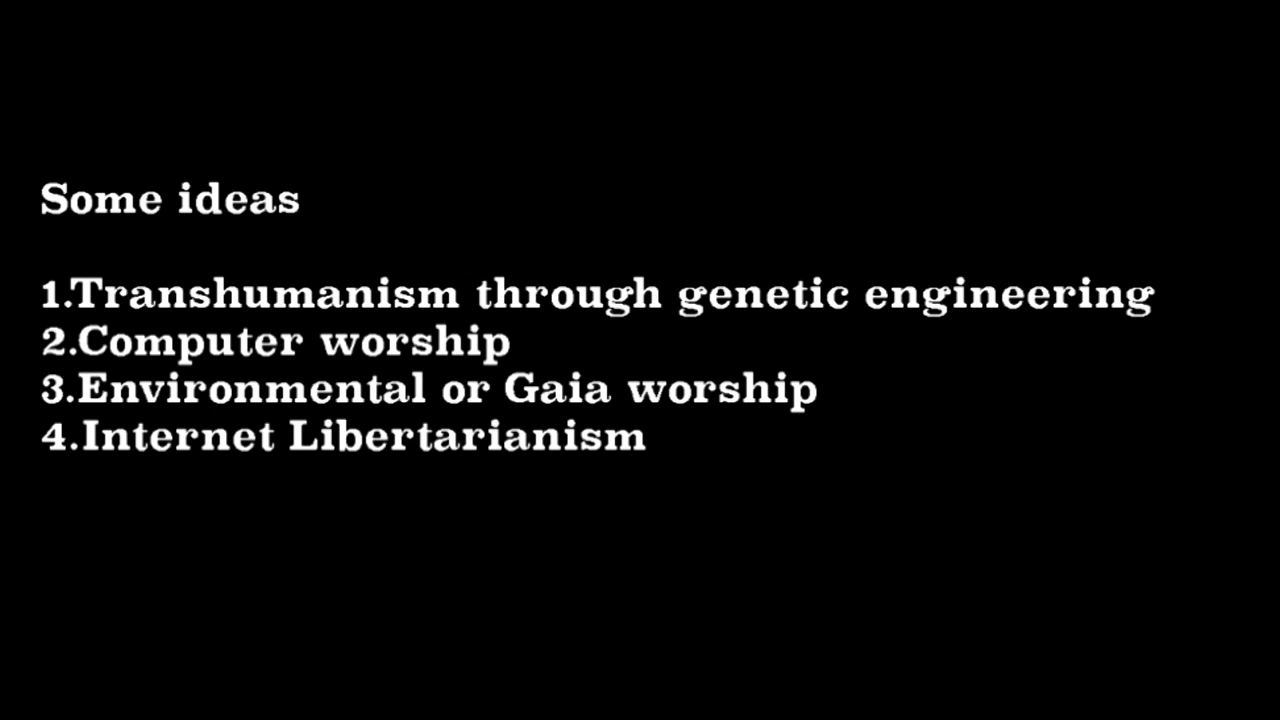 Some ideas
1.Transhumanism through genetic engineering
2.Computer worship
3.Environmental or Gaia worship
4.Internet Libertarianism